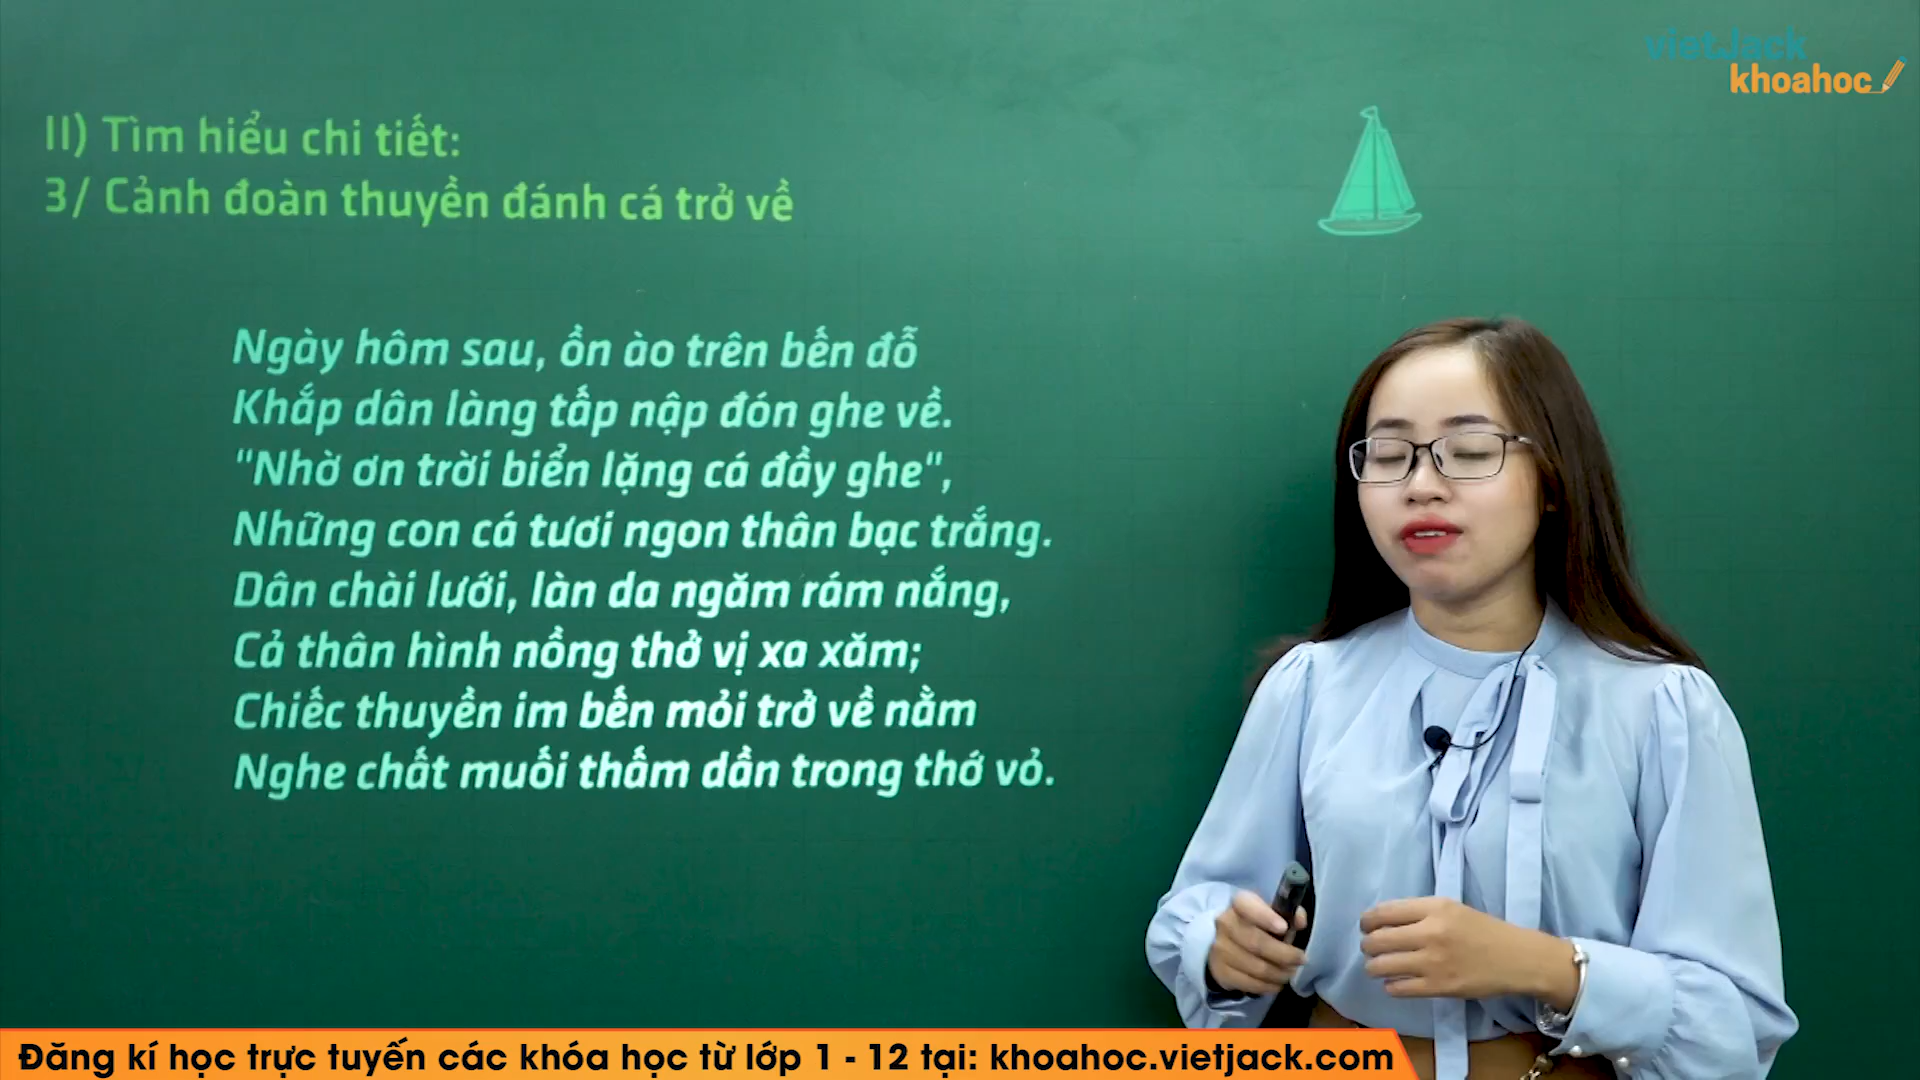 vietJack
khoahoc
II) Tìm hiểu chi tiết:
3/ Cảnh đoàn thuyền đánh cá trở về
Ngày hôm sau, ồn ào trên bến đỗ
Khắp dân làng tấp nập đón ghe về.
"Nhờ ơn trời biển lặng cá đầy ghe",
Những con cá tươi ngon thân bạc trắng.
Dân chài lưới, làn da ngăm rám nắng,
Cả thân hình nồng thở vị xa xăm;
Chiếc thuyền im bến mỏi trở về nằm
Nghe chất muối thấm dần trong thớ vỏ.
Đăng kí học trực tuyến các khóa học từ lớp 1 - 12 tại: khoahoc.vietjack.com